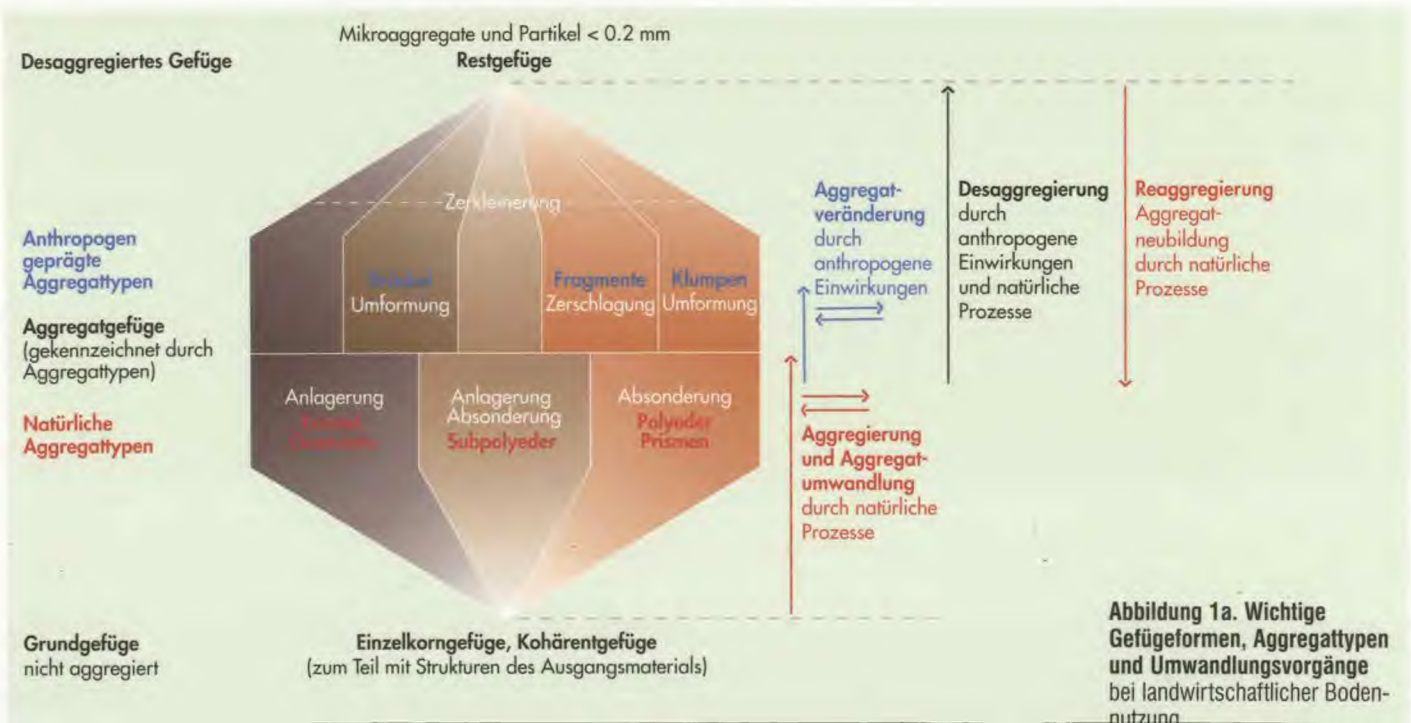 Mikroaggregate und Partikel < 0.2 mm
Desaggregiertes Gefüge
Restgefüge
Zerkleinerung
Anthropogen
geprägte
Aggregattypen
Umformung
Fragmente
Zerschlagung
Klumpen
Umformung
Aggregatgefüge
(gekennzeichnet durch
Aggregattypen)
Natürliche
Aggregattypen
Anlagerung
Anlagerung
Absonderung
Subpolyeder
Absonderung
Polyeder
Prismen
Aggregat-
veränderung
durch
anthropogene
Einwirkungen
Desaggregierung
durch
anthropogene
Einwirkungen
und natürliche
Prozesse
Reaggregierung
Aggregat-
neubildung
durch natürliche
Prozesse
Aggregierung
und Aggregat-
umwandlung
durch natürliche
Prozesse
Grundgefüge
nicht aggregiert
Einzelkorngefüge, Kohärentgefüge
(zum Teil mit Strukturen des Ausgangsmaterials)
Abbildung 1a. Wichtige
Gefügeformen, Aggregattypen
und Umwandlungsvorgänge
bei landwirtschaftlicher Boden-
nutzung